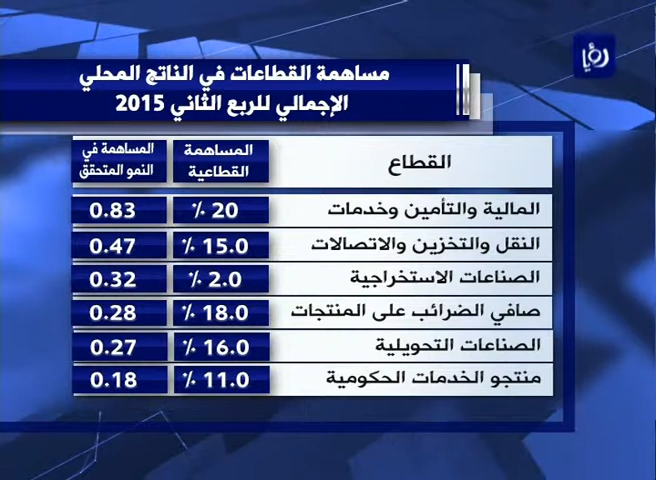 رؤيا
مساهمة القطاعات في الناتج المحلي
الإجمالي للربع الثاني 2015
القطاع	المساهمة القطاعية	المساهمة في النمو المتحقق
المالية والتأمين وخدمات	20 ٪	0.83
النقل والتخزين والاتصالات	15.0 ٪	0.47
الصناعات الاستخراجية	2.0 ٪	0.32
صافي الضرائب على المنتجات	18.0 ٪	0.28
الصناعات التحويلية	16.0 ٪	0.27
منتجو الخدمات الحكومية	11.0 ٪	0.18